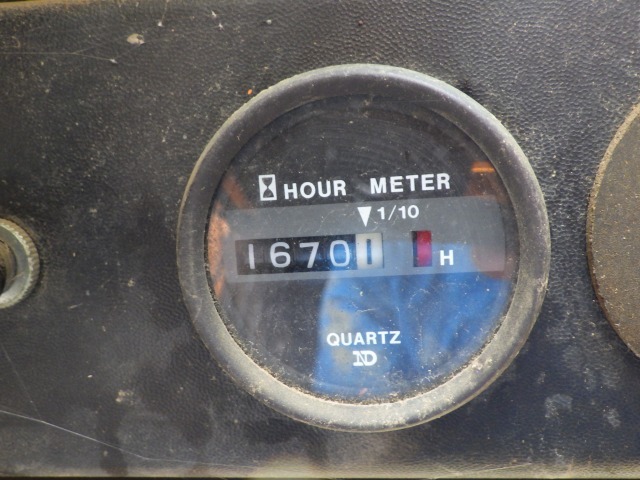 HOUR METER
1/10
16701 H
QUARTZ
ND